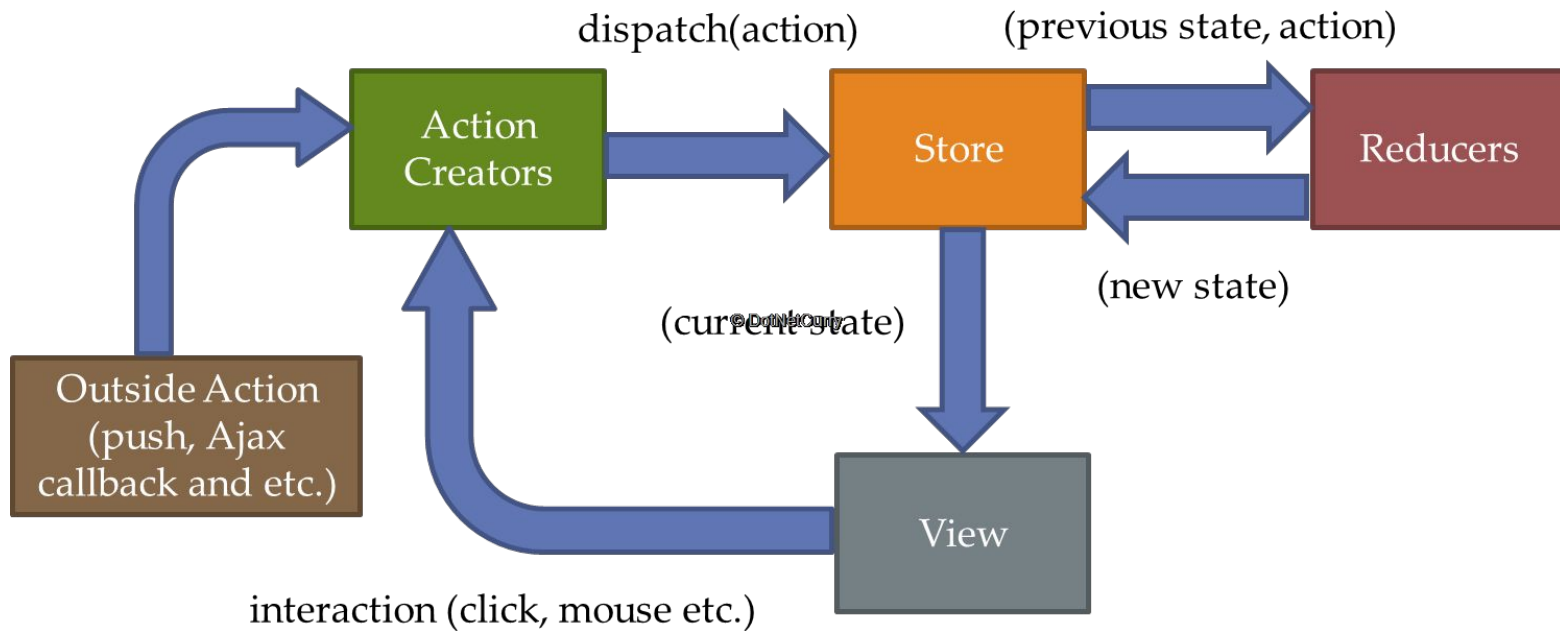 dispatch(action)
(previous state, action)
Action
Creators
Store
Reducers
(new state)
(current state)
© DotNetCurry
Outside Action
(push, Ajax
callback and etc.)
View
interaction (click, mouse etc.)